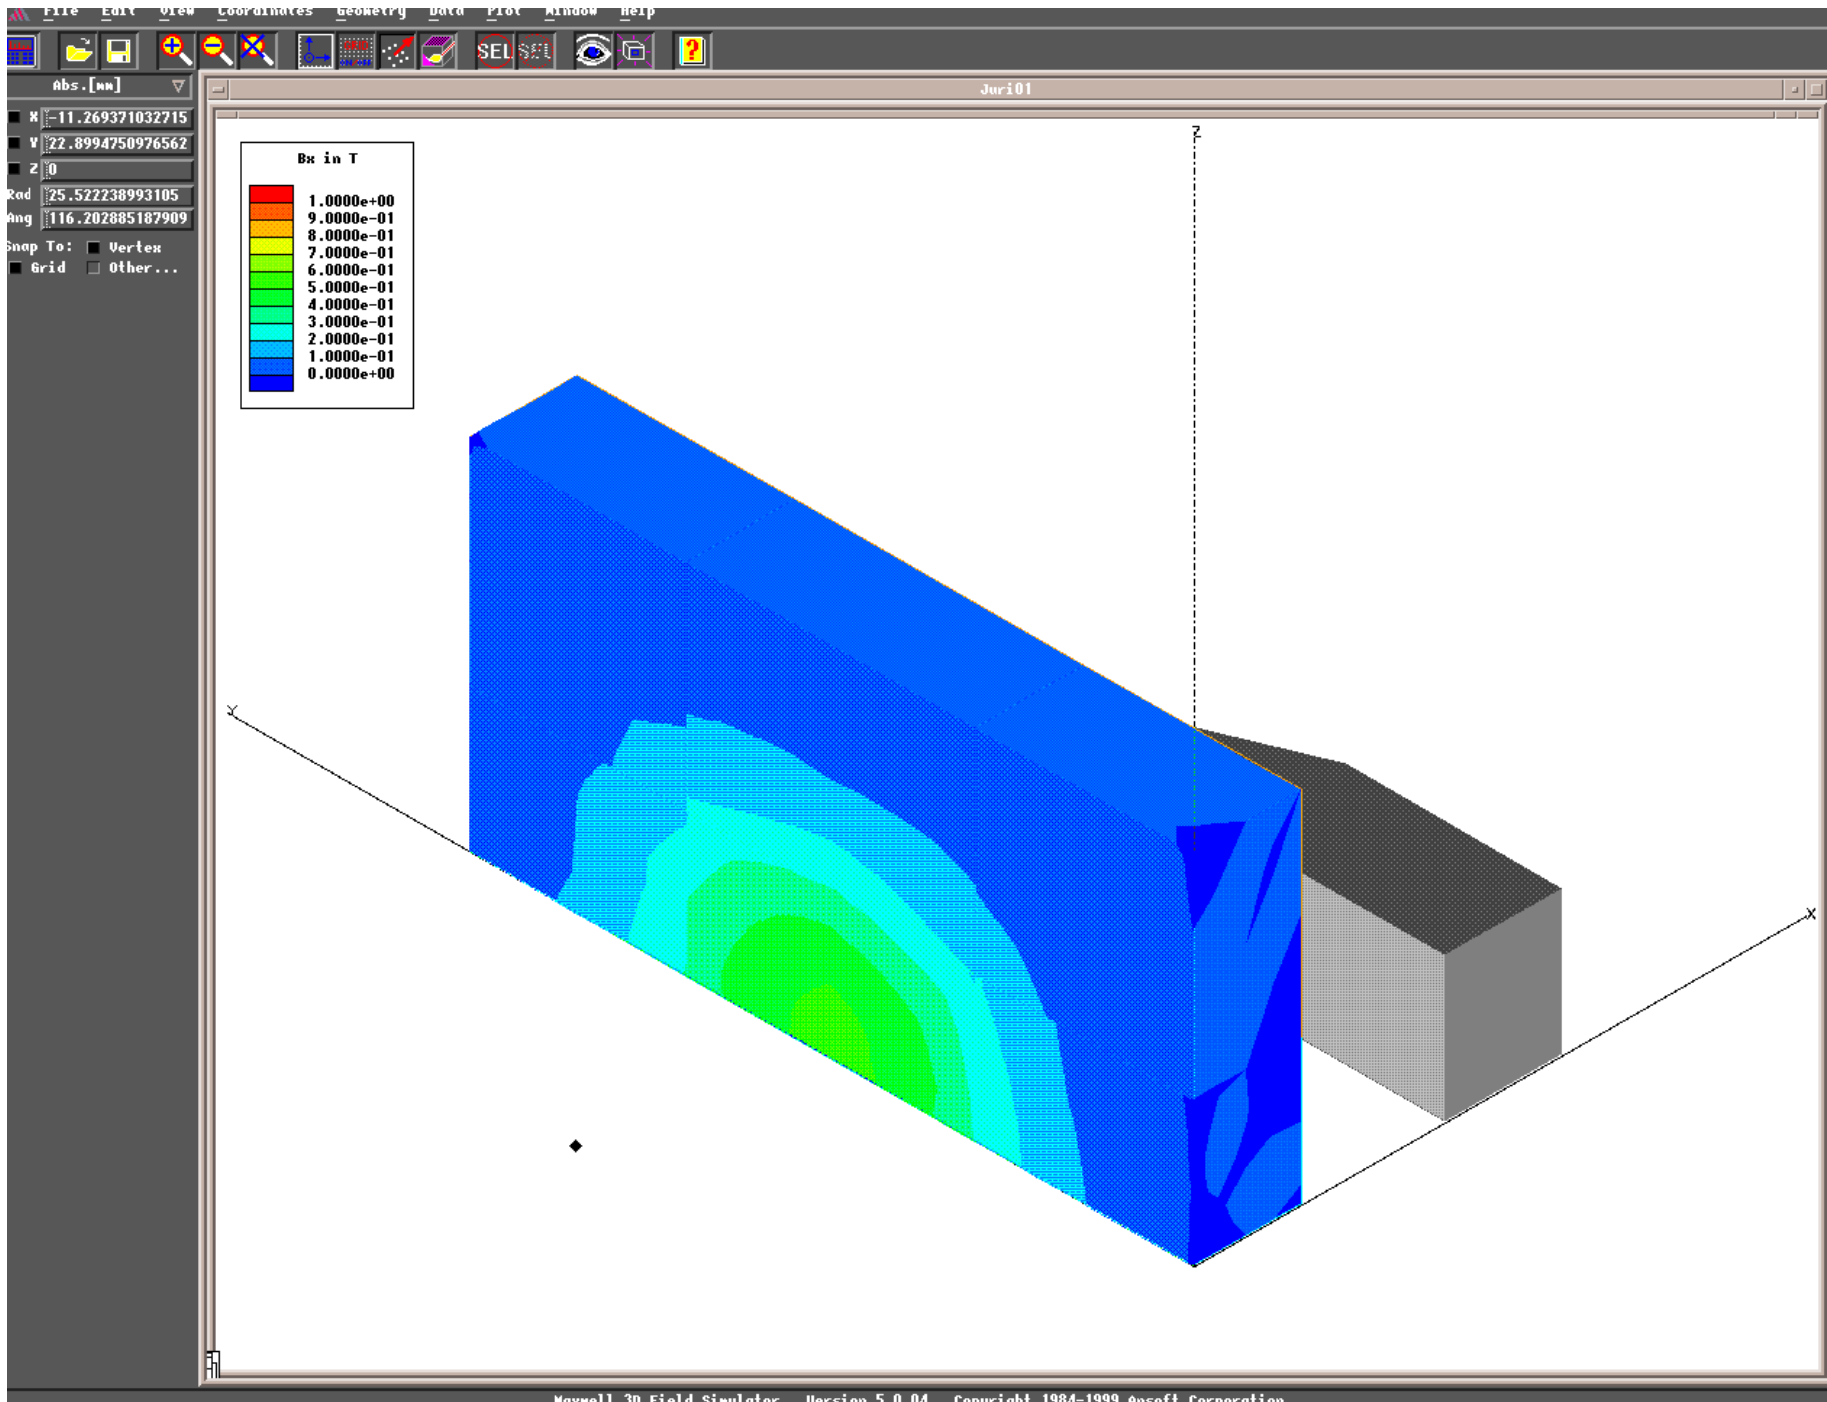 File Edit View Coordinates Geometry Data Plot Window Help
SEL SEL ?
Abs.[mm]
Juri01
X -11.269371032715
Y 22.8994750976562
Z 0
Rad 25.522238993105
Ang 116.202885187909
Snap To: Vertex
Grid Other...
Bx in T
1.0000e+00
9.0000e-01
8.0000e-01
7.0000e-01
6.0000e-01
5.0000e-01
4.0000e-01
3.0000e-01
2.0000e-01
1.0000e-01
0.0000e+00
Z
Y
X
Maxwell 3D Field Simulator Version 5.0.04 Copyright 1984-1999 Ansoft Corporation